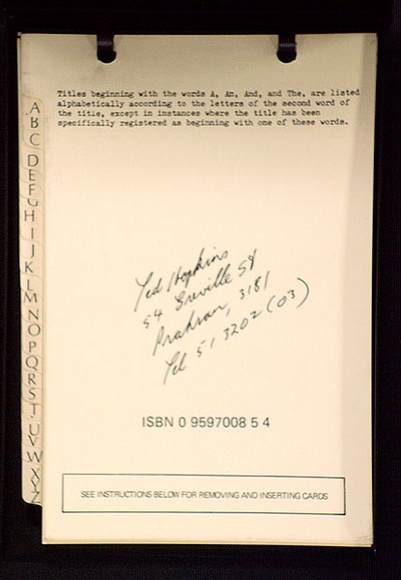 Titles beginning with the words A, An, And, and The, are listed
alphabetically according to the letters of the second word of
the title, except in instances where the title has been
specifically registered as beginning with one of these words.
A
B
C
D
E
F
G
H
I
J
K
L
M
N
O
P
Q
R
S
T
U
V
W
X
Y
Z
Ted Hopkins
54 Greville St
Prahran, 3181
Tel 51 3202 (03)
ISBN 0 9597008 5 4
SEE INSTRUCTIONS BELOW FOR REMOVING AND INSERTING CARDS